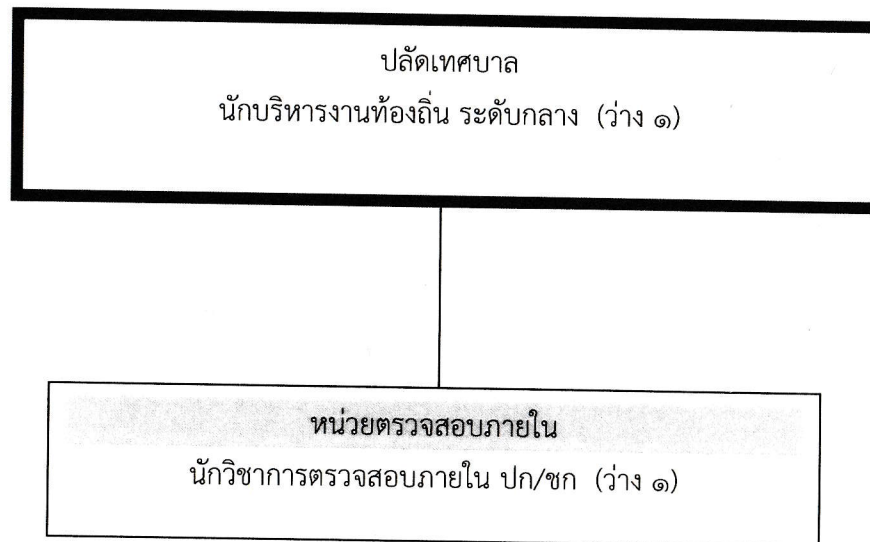 ปลัดเทศบาล
นักบริหารงานท้องถิ่น ระดับกลาง (ว่าง ๑)
หน่วยตรวจสอบภายใน
นักวิชาการตรวจสอบภายใน ปก/ชก (ว่าง ๑)